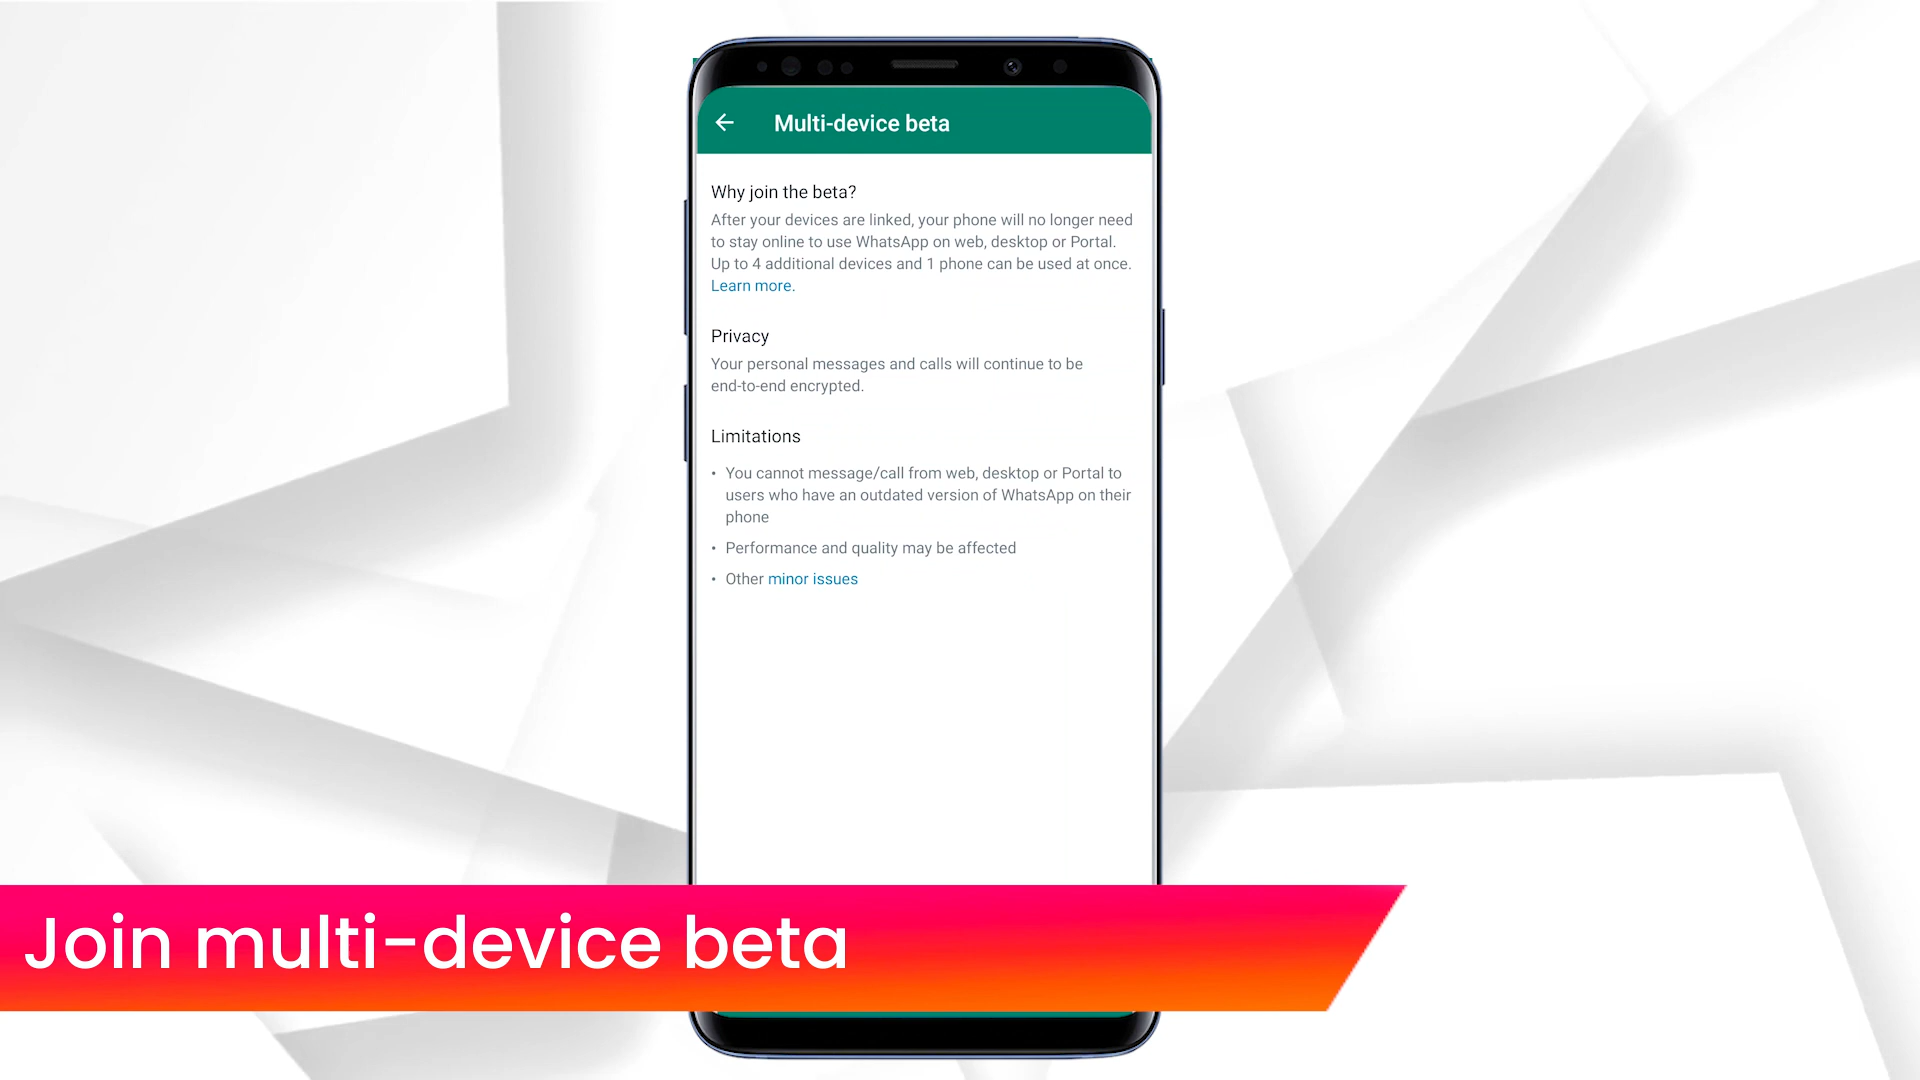 Multi-device beta
Why join the beta?
After your devices are linked, your phone will no longer need
to stay online to use WhatsApp on web, desktop or Portal.
Up to 4 additional devices and 1 phone can be used at once.
Learn more.
Privacy
Your personal messages and calls will continue to be
end-to-end encrypted.
Limitations
• You cannot message/call from web, desktop or Portal to
users who have an outdated version of WhatsApp on their
phone
• Performance and quality may be affected
• Other minor issues
Join multi-device beta